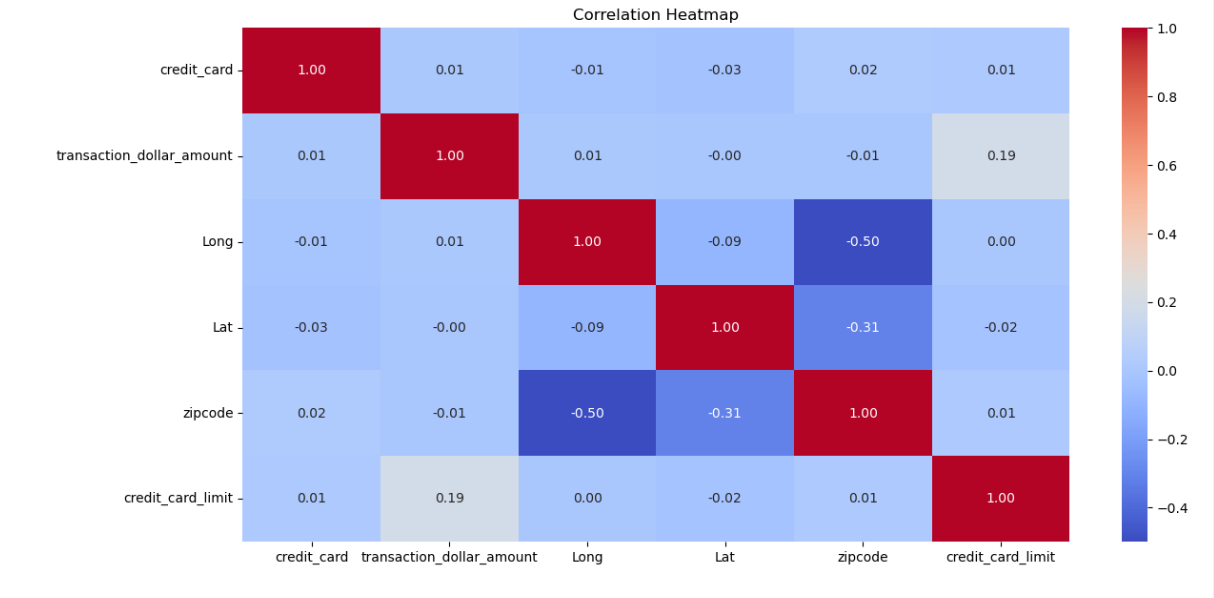 Correlation Heatmap
credit_card 1.00 0.01 -0.01 -0.03 0.02 0.01
transaction_dollar_amount 0.01 1.00 0.01 -0.00 -0.01 0.19
Long -0.01 0.01 1.00 -0.09 -0.50 0.00
Lat -0.03 -0.00 -0.09 1.00 -0.31 -0.02
zipcode 0.02 -0.01 -0.50 -0.31 1.00 0.01
credit_card_limit 0.01 0.19 0.00 -0.02 0.01 1.00
credit_card transaction_dollar_amount Long Lat zipcode credit_card_limit
1.0
0.8
0.6
0.4
0.2
0.0
−0.2
−0.4